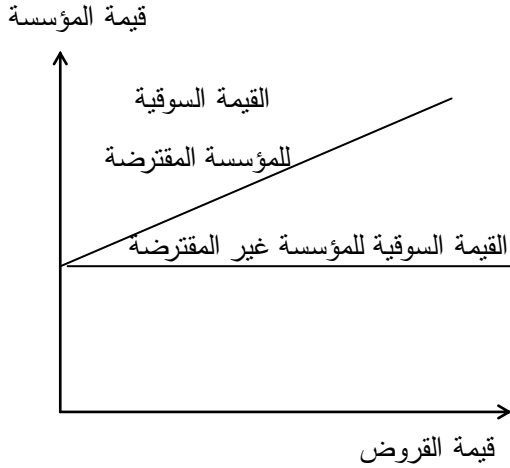 قيمة المؤسسة
القيمة السوقية
للمؤسسة المقترضة
القيمة السوقية للمؤسسة غير المقترضة
قيمة القروض